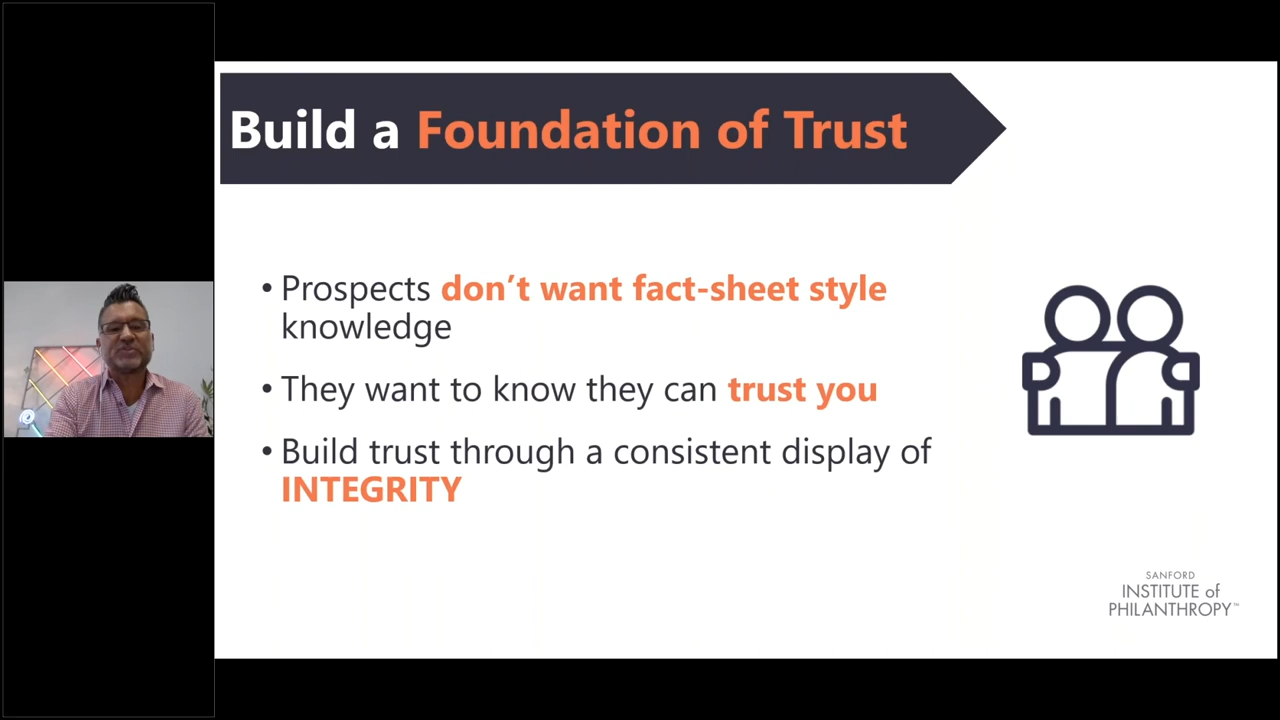 Build a Foundation of Trust
• Prospects don’t want fact-sheet style
knowledge
• They want to know they can trust you
• Build trust through a consistent display of
INTEGRITY
SANFORD
INSTITUTE of
PHILANTHROPY™